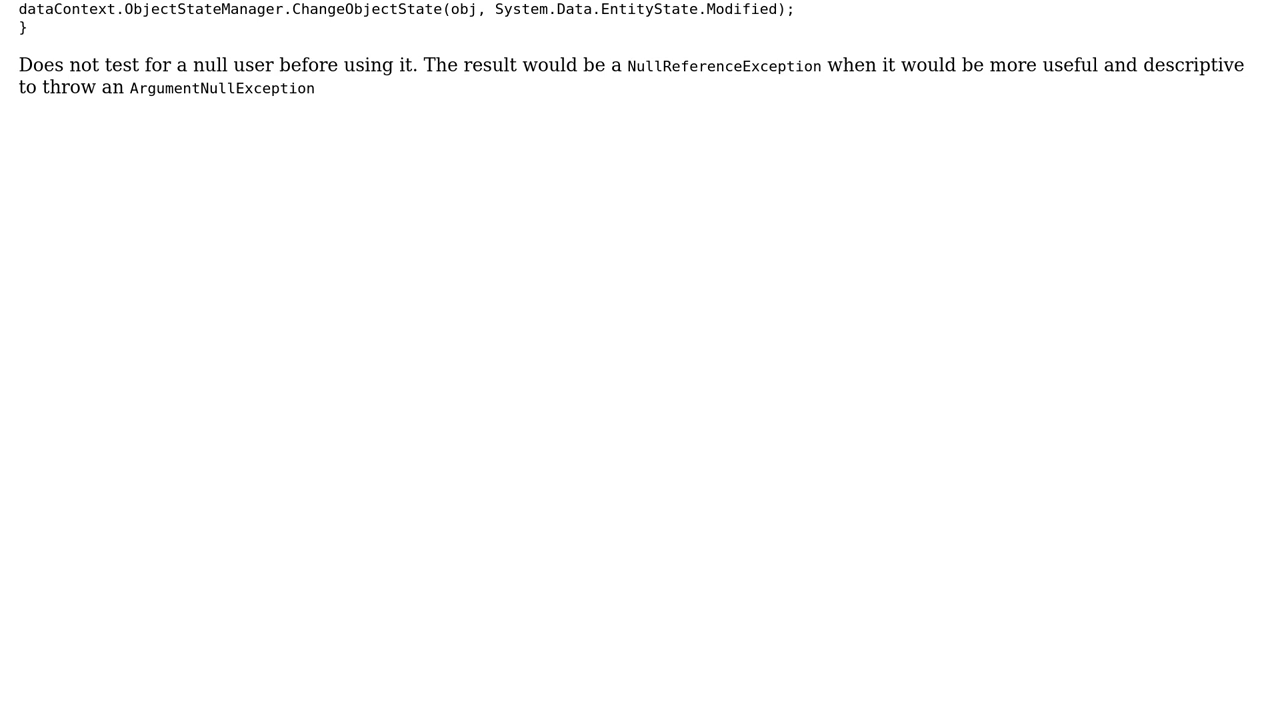 dataContext.ObjectStateManager.ChangeObjectState(obj, System.Data.EntityState.Modified);
}
Does not test for a null user before using it. The result would be a NullReferenceException when it would be more useful and descriptive
to throw an ArgumentNullException